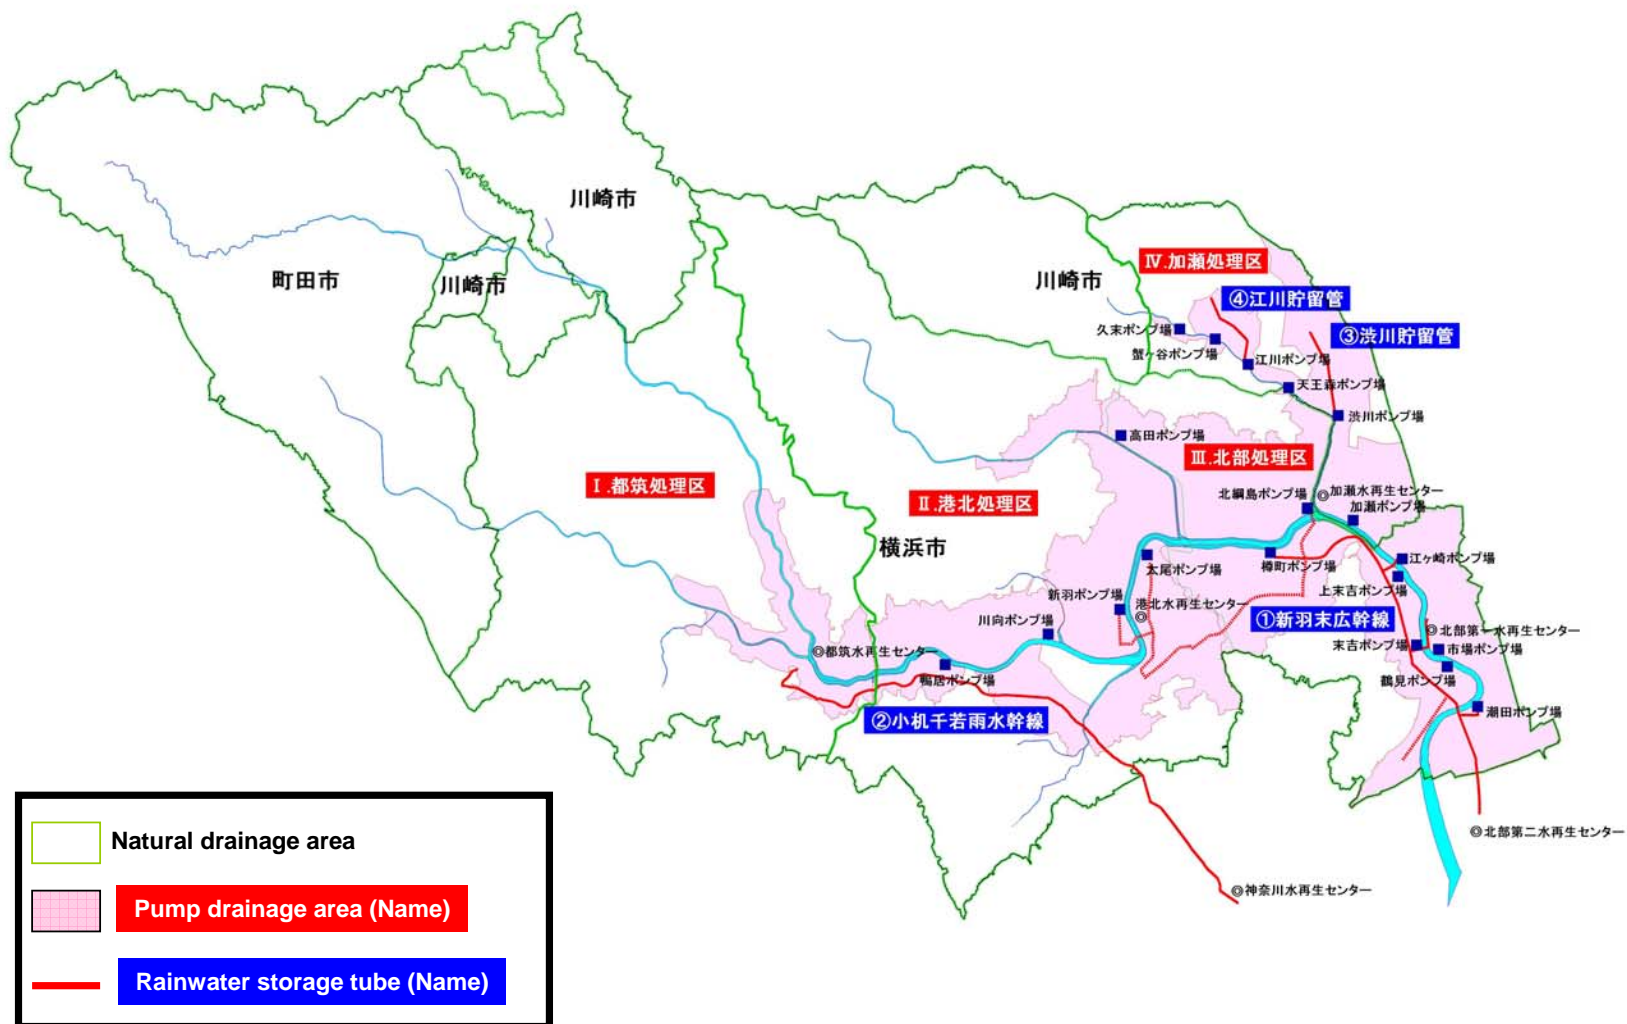 川崎市
町田市
川崎市
川崎市
Ⅳ.加瀬処理区
④江川貯留管
③渋川貯留管
久末ポンプ場
蟹ヶ谷ポンプ場
江川ポンプ場
天王森ポンプ場
渋川ポンプ場
高田ポンプ場
Ⅲ.北部処理区
Ⅰ.都筑処理区
Ⅱ.港北処理区
北綱島ポンプ場
◎加瀬水再生センター
加瀬ポンプ場
横浜市
太尾ポンプ場
樽町ポンプ場
江ヶ崎ポンプ場
上末吉ポンプ場
新羽ポンプ場
港北水再生センター
◎
川向ポンプ場
①新羽末広幹線
◎北部第一水再生センター
末吉ポンプ場
市場ポンプ場
◎都筑水再生センター
鴨居ポンプ場
鶴見ポンプ場
②小机千若雨水幹線
潮田ポンプ場
◎北部第二水再生センター
◎神奈川水再生センター
Natural drainage area
Pump drainage area (Name)
Rainwater storage tube (Name)